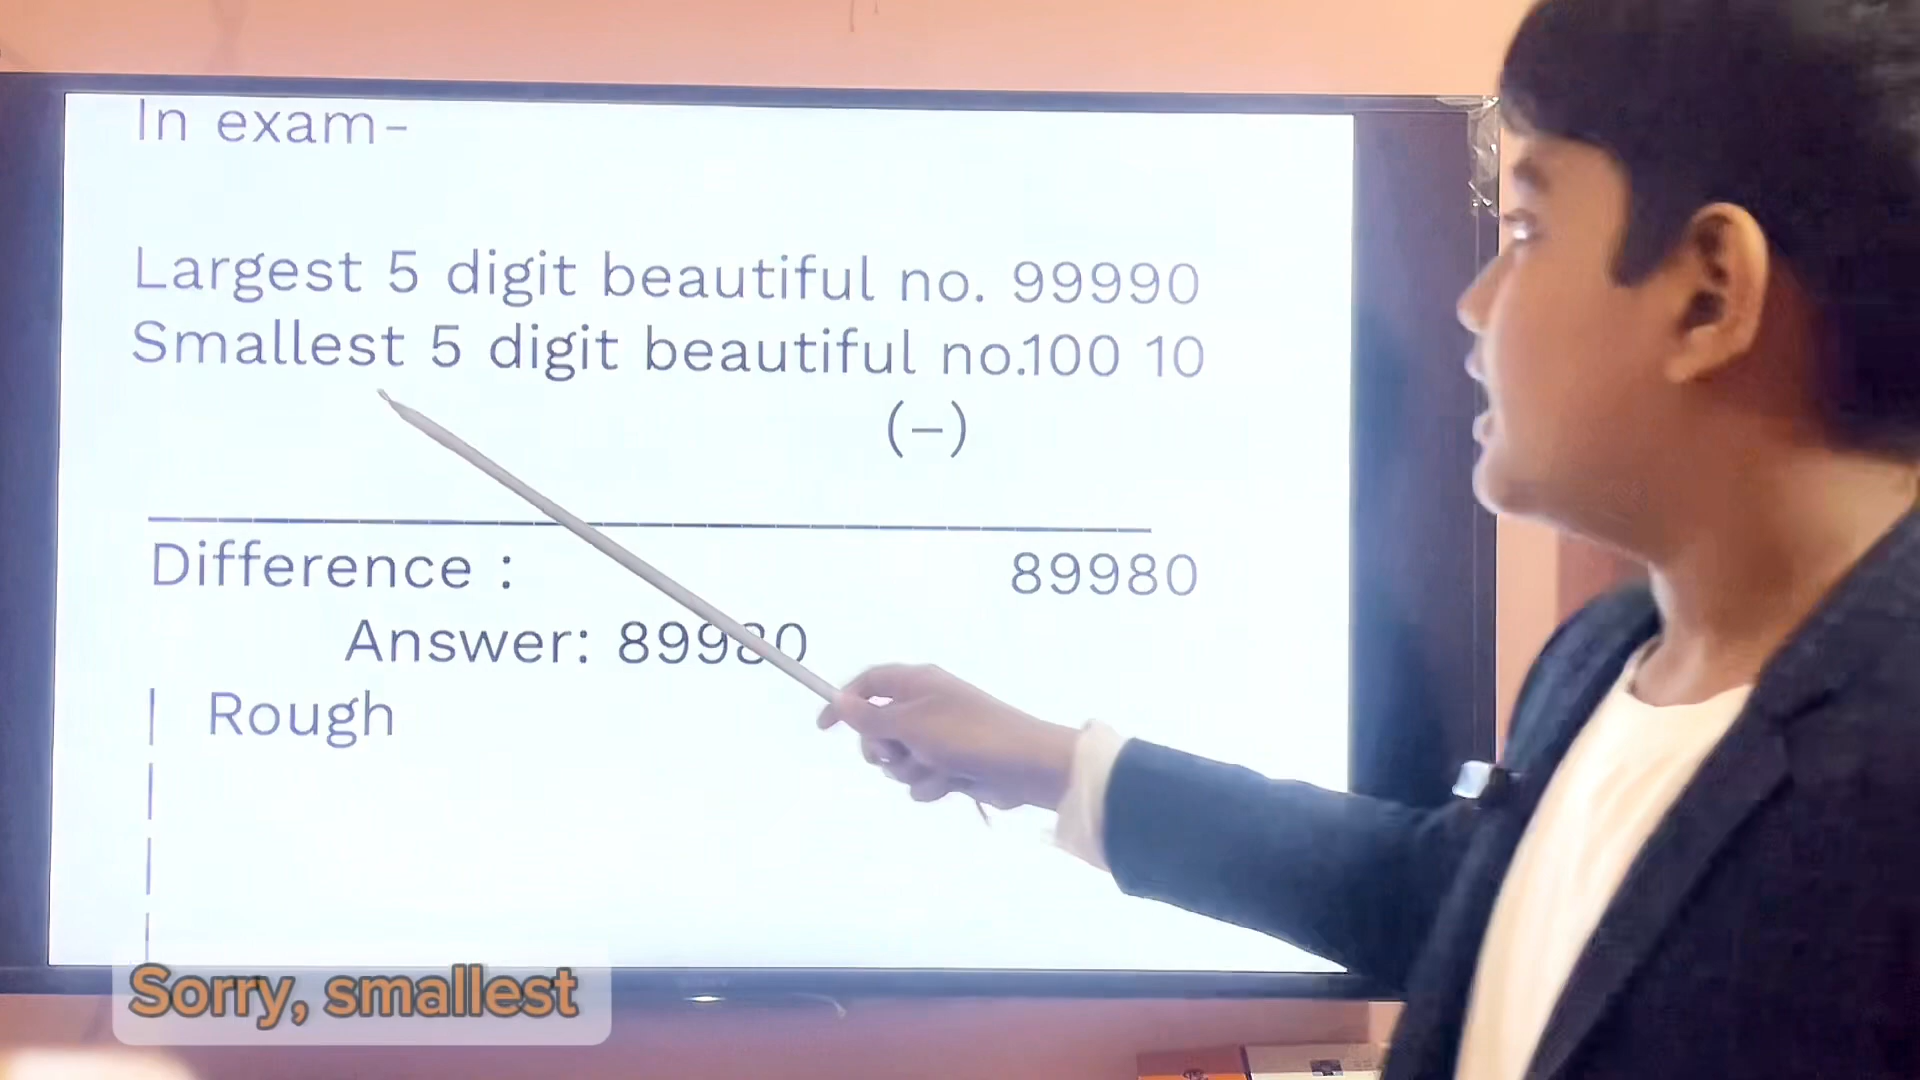 In exam-
Largest 5 digit beautiful no. 99990
Smallest 5 digit beautiful no.100 10
(-)
Difference : 89980
Answer: 89980
Rough
Sorry, smallest